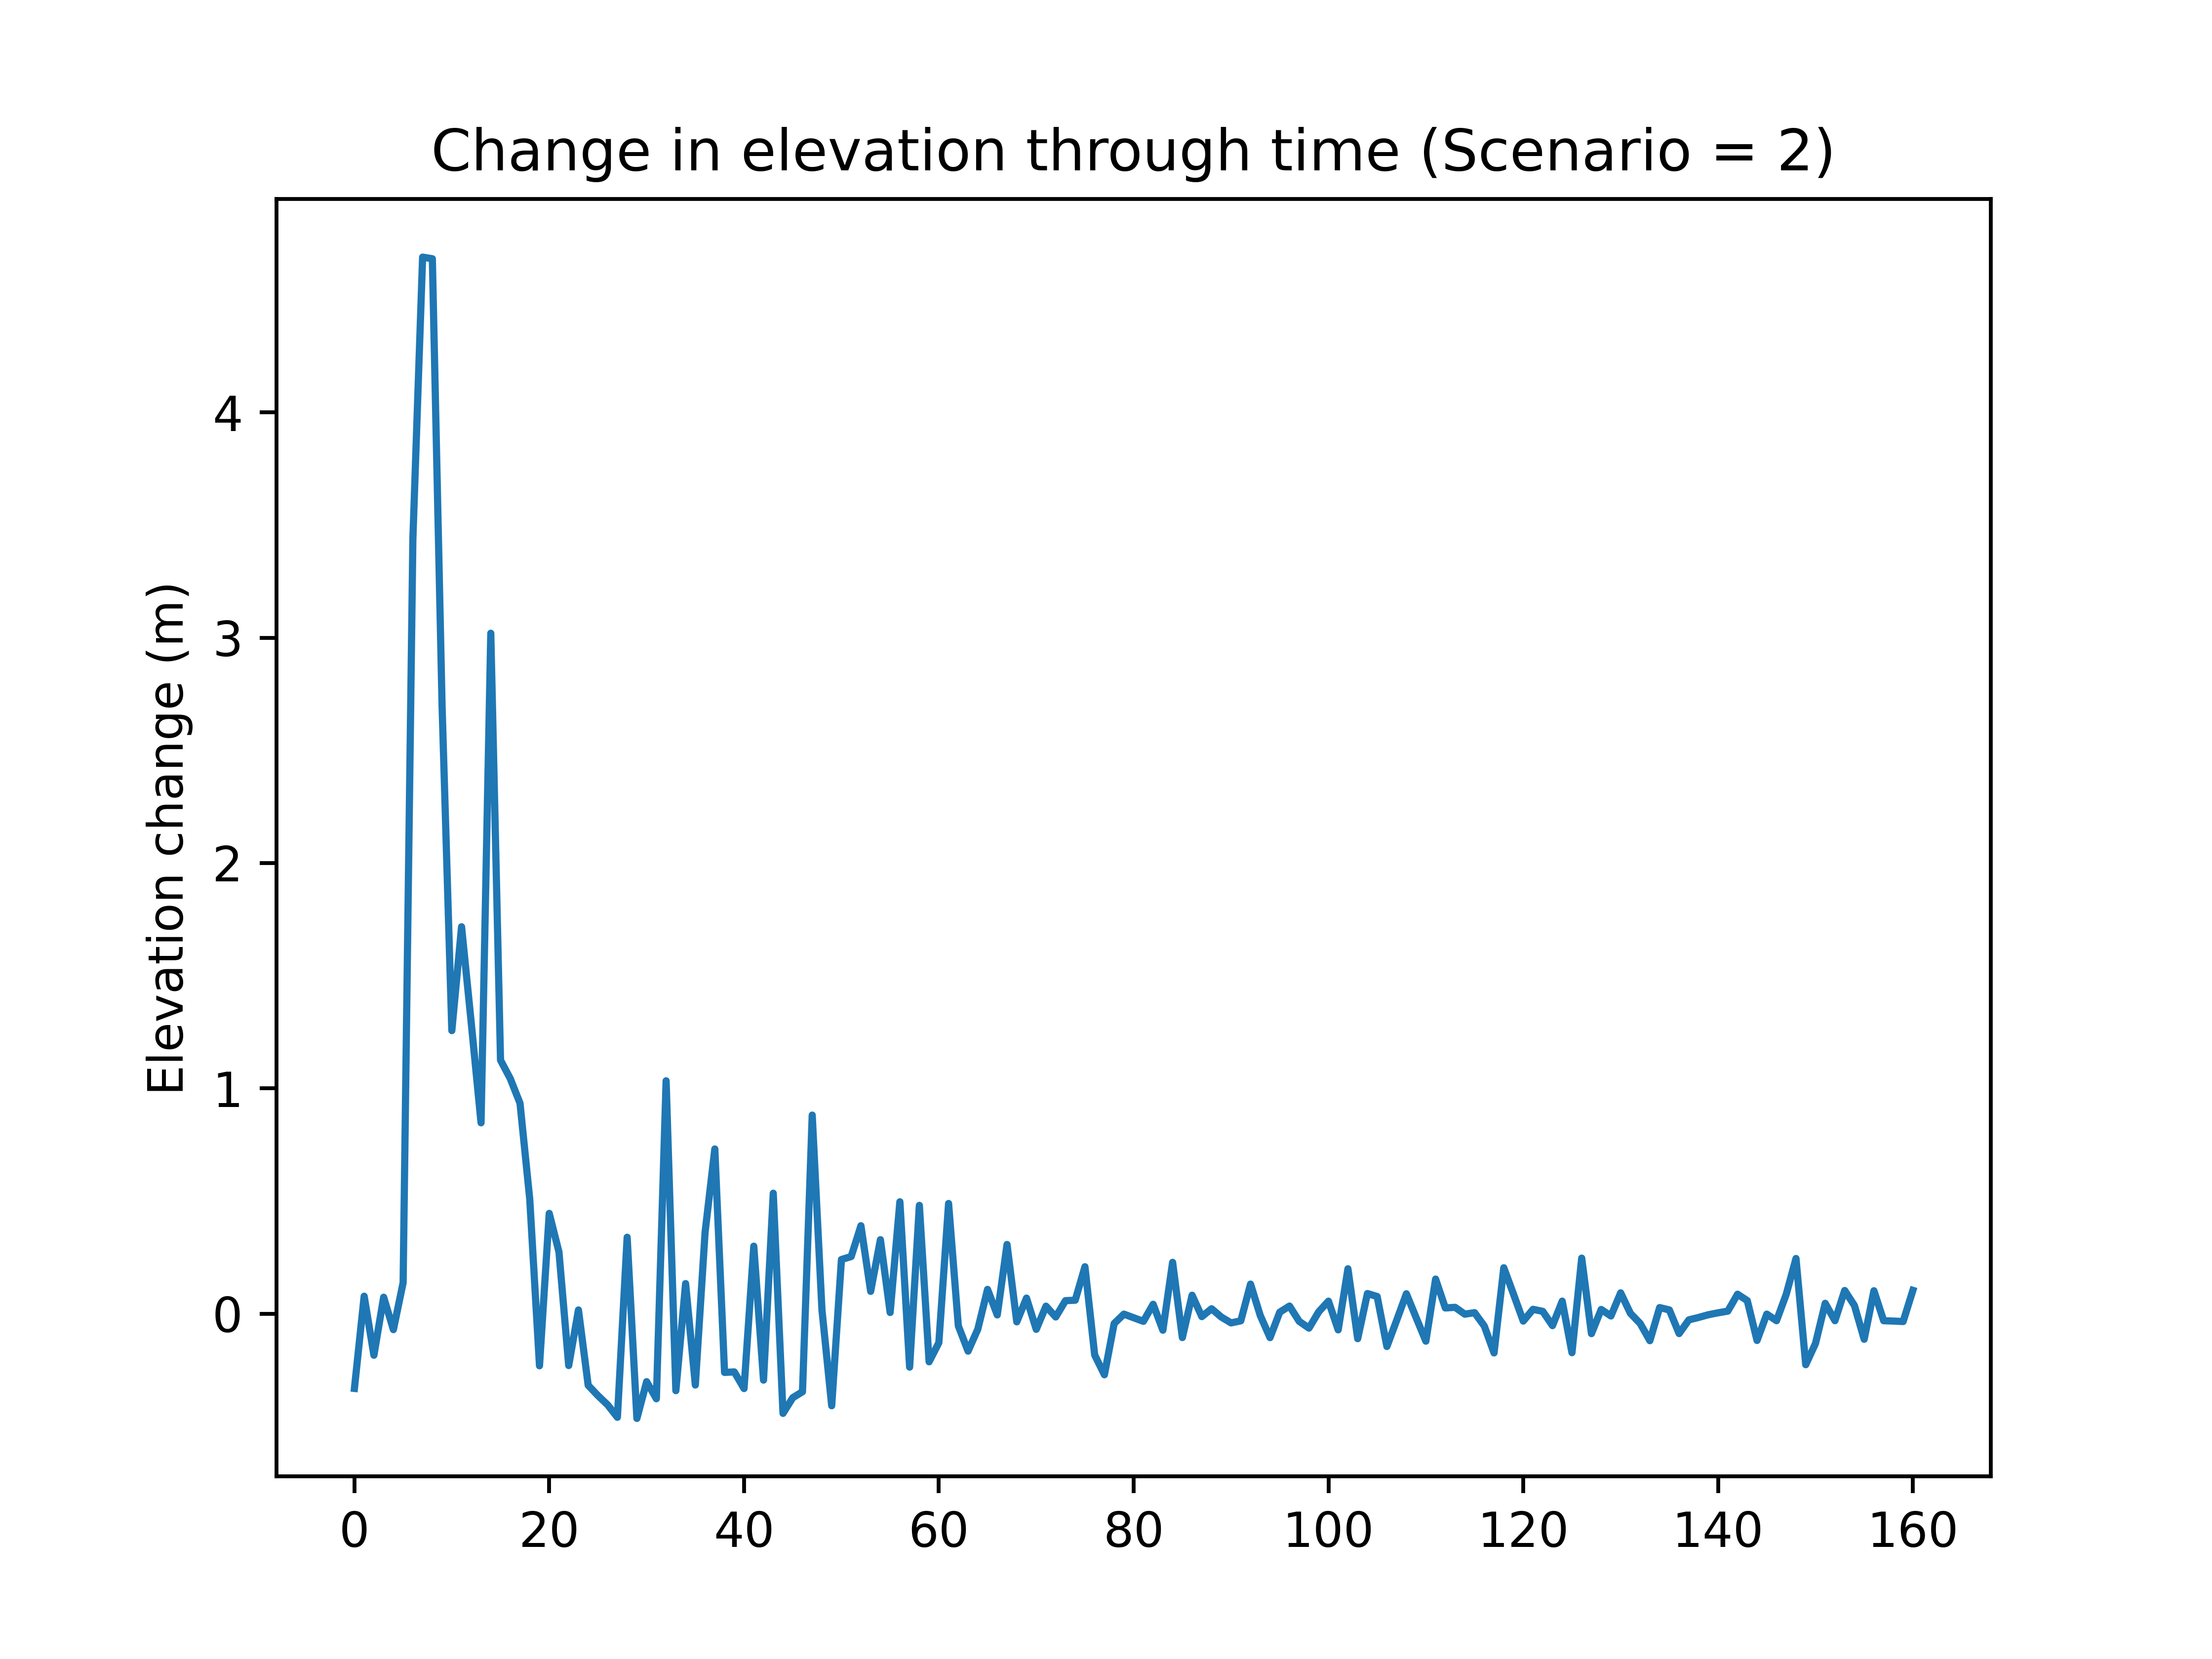 Change in elevation through time (Scenario = 2)
Elevation change (m)
4
3
2
1
0
0 20 40 60 80 100 120 140 160